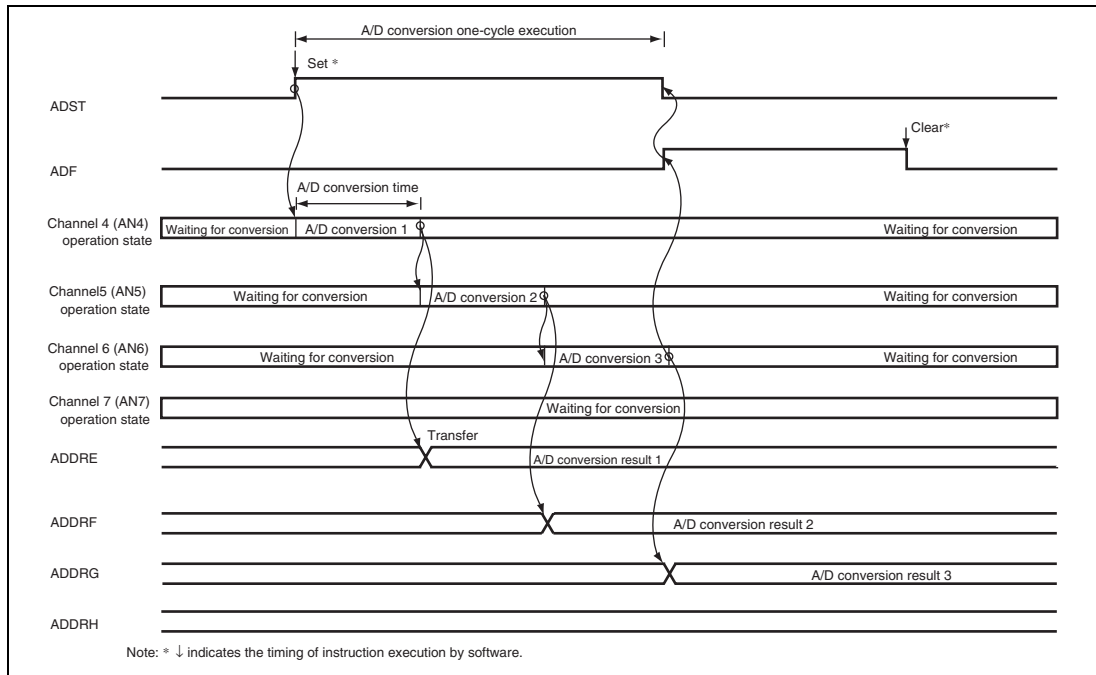 A/D conversion one-cycle execution
Set *
ADST
Clear*
ADF
A/D conversion time
Channel 4 (AN4)
operation state
Waiting for conversion
A/D conversion 1
Waiting for conversion
Channel5 (AN5)
operation state
Waiting for conversion
A/D conversion 2
Waiting for conversion
Channel 6 (AN6)
operation state
Waiting for conversion
A/D conversion 3
Waiting for conversion
Channel 7 (AN7)
operation state
Waiting for conversion
Transfer
ADDRE
A/D conversion result 1
ADDRF
A/D conversion result 2
ADDRG
A/D conversion result 3
ADDRH
Note: * ↓ indicates the timing of instruction execution by software.